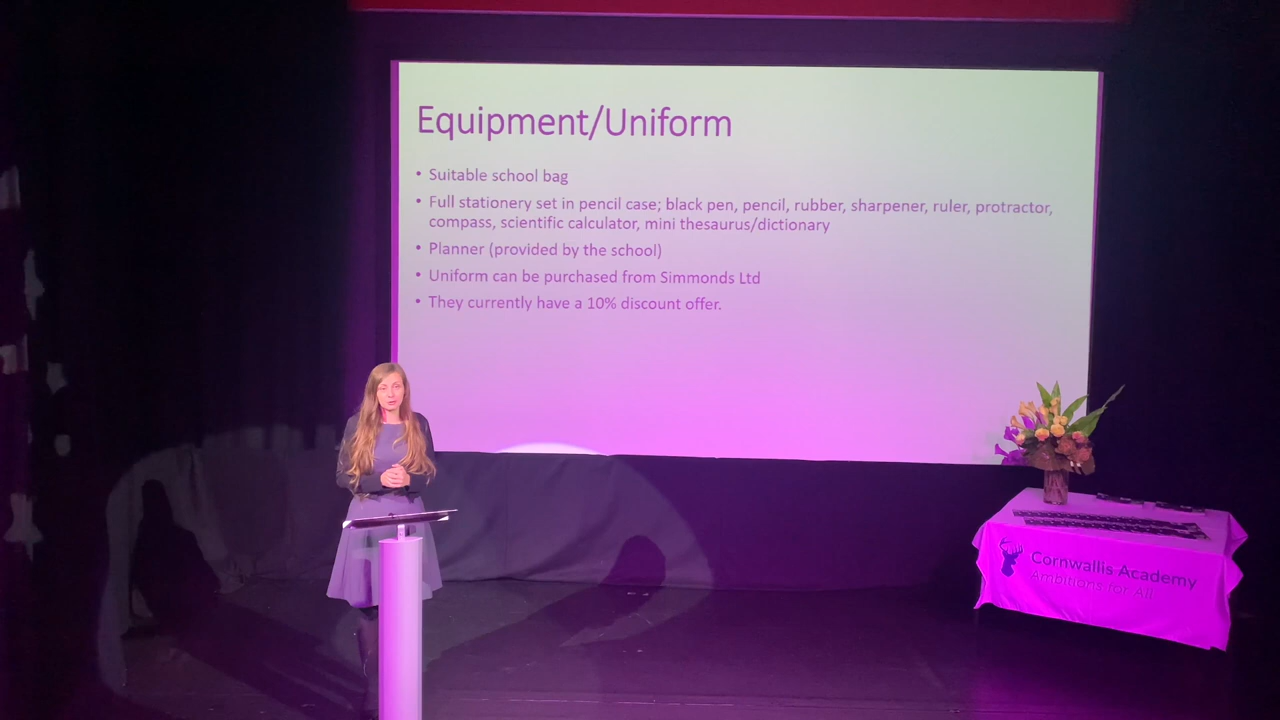 Equipment/Uniform
• Suitable school bag
• Full stationery set in pencil case; black pen, pencil, rubber, sharpener, ruler, protractor,
compass, scientific calculator, mini thesaurus/dictionary
• Planner (provided by the school)
• Uniform can be purchased from Simmonds Ltd
• They currently have a 10% discount offer.
Cornwallis Academy
Ambitions for All